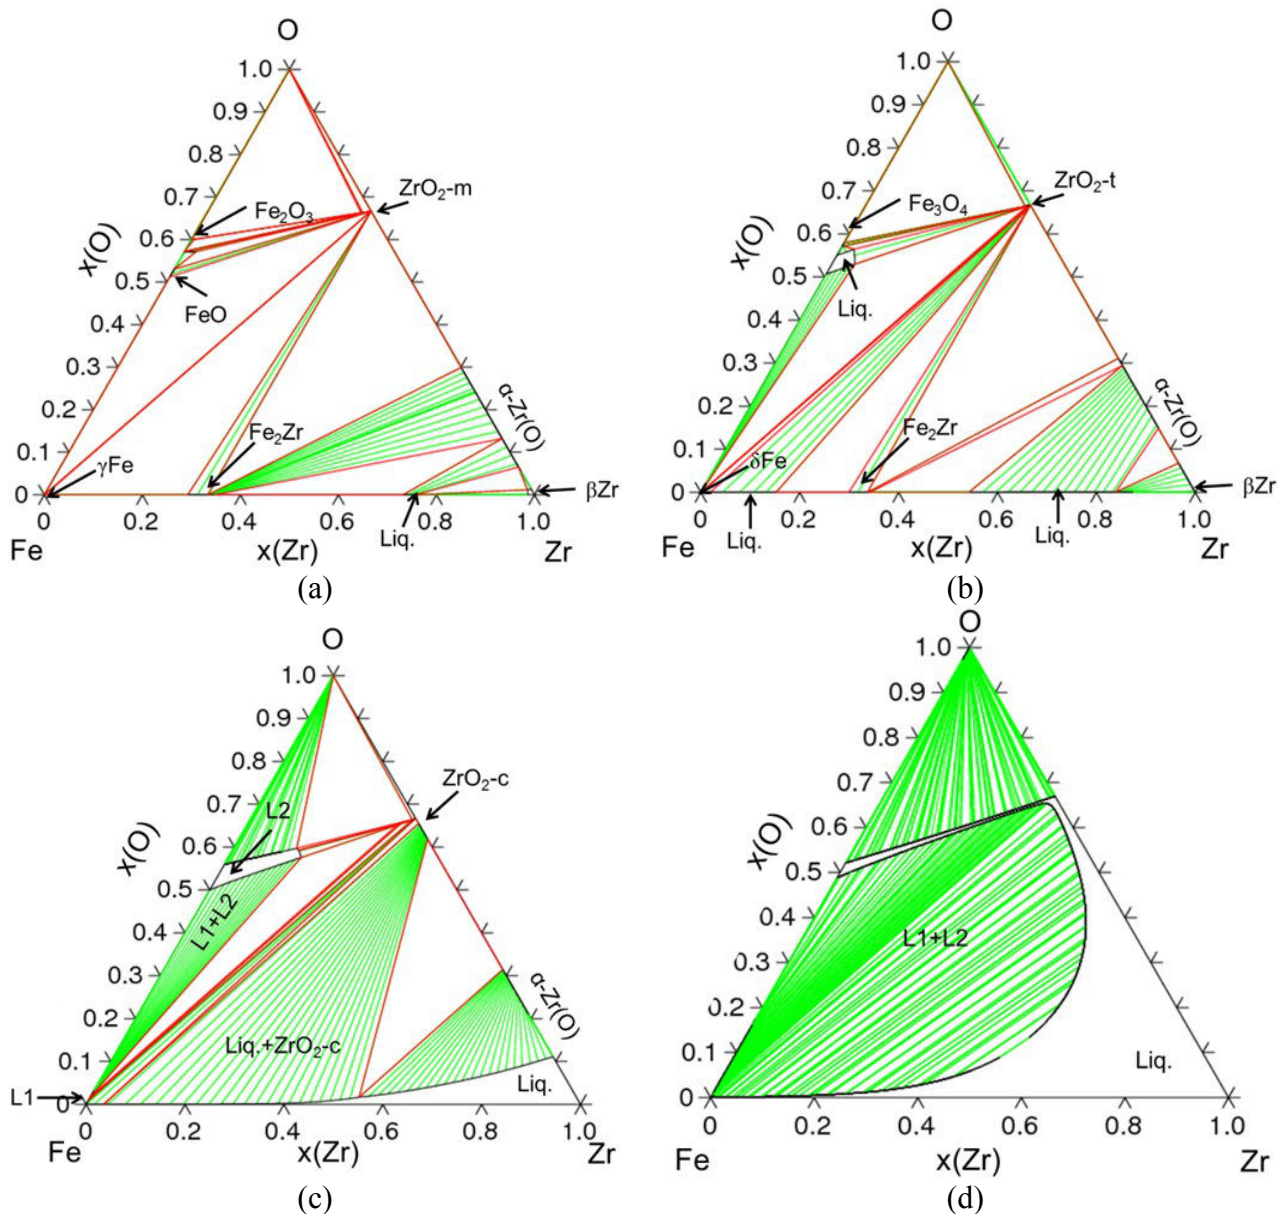 O
1.0
0.9
0.8
0.7
0.6
0.5
0.4
0.3
0.2
0.1
0
x(O)
ZrO₂-m
Fe₂O₃
FeO
α-Zr(O)
Fe₂Zr
γFe
βZr
Liq.
0
0.2
0.4
0.6
0.8
1.0
Fe
x(Zr)
Zr
(a)
O
1.0
0.9
0.8
0.7
0.6
0.5
0.4
0.3
0.2
0.1
0
x(O)
ZrO₂-t
Fe₃O₄
Liq.
α-Zr(O)
Fe₂Zr
δFe
βZr
0
0.2
0.4
0.6
0.8
1.0
Liq.
Liq.
Fe
x(Zr)
Zr
(b)
O
1.0
0.9
0.8
0.7
0.6
0.5
0.4
0.3
0.2
0.1
0
x(O)
ZrO₂-c
L2
L1+L2
α-Zr(O)
Liq.+ZrO₂-c
Liq.
L1
0
0.2
0.4
0.6
0.8
1.0
Fe
x(Zr)
Zr
(c)
O
1.0
0.9
0.8
0.7
0.6
0.5
0.4
0.3
0.2
0.1
0
x(O)
L1+L2
Liq.
0
0.2
0.4
0.6
0.8
1.0
Fe
x(Zr)
Zr
(d)